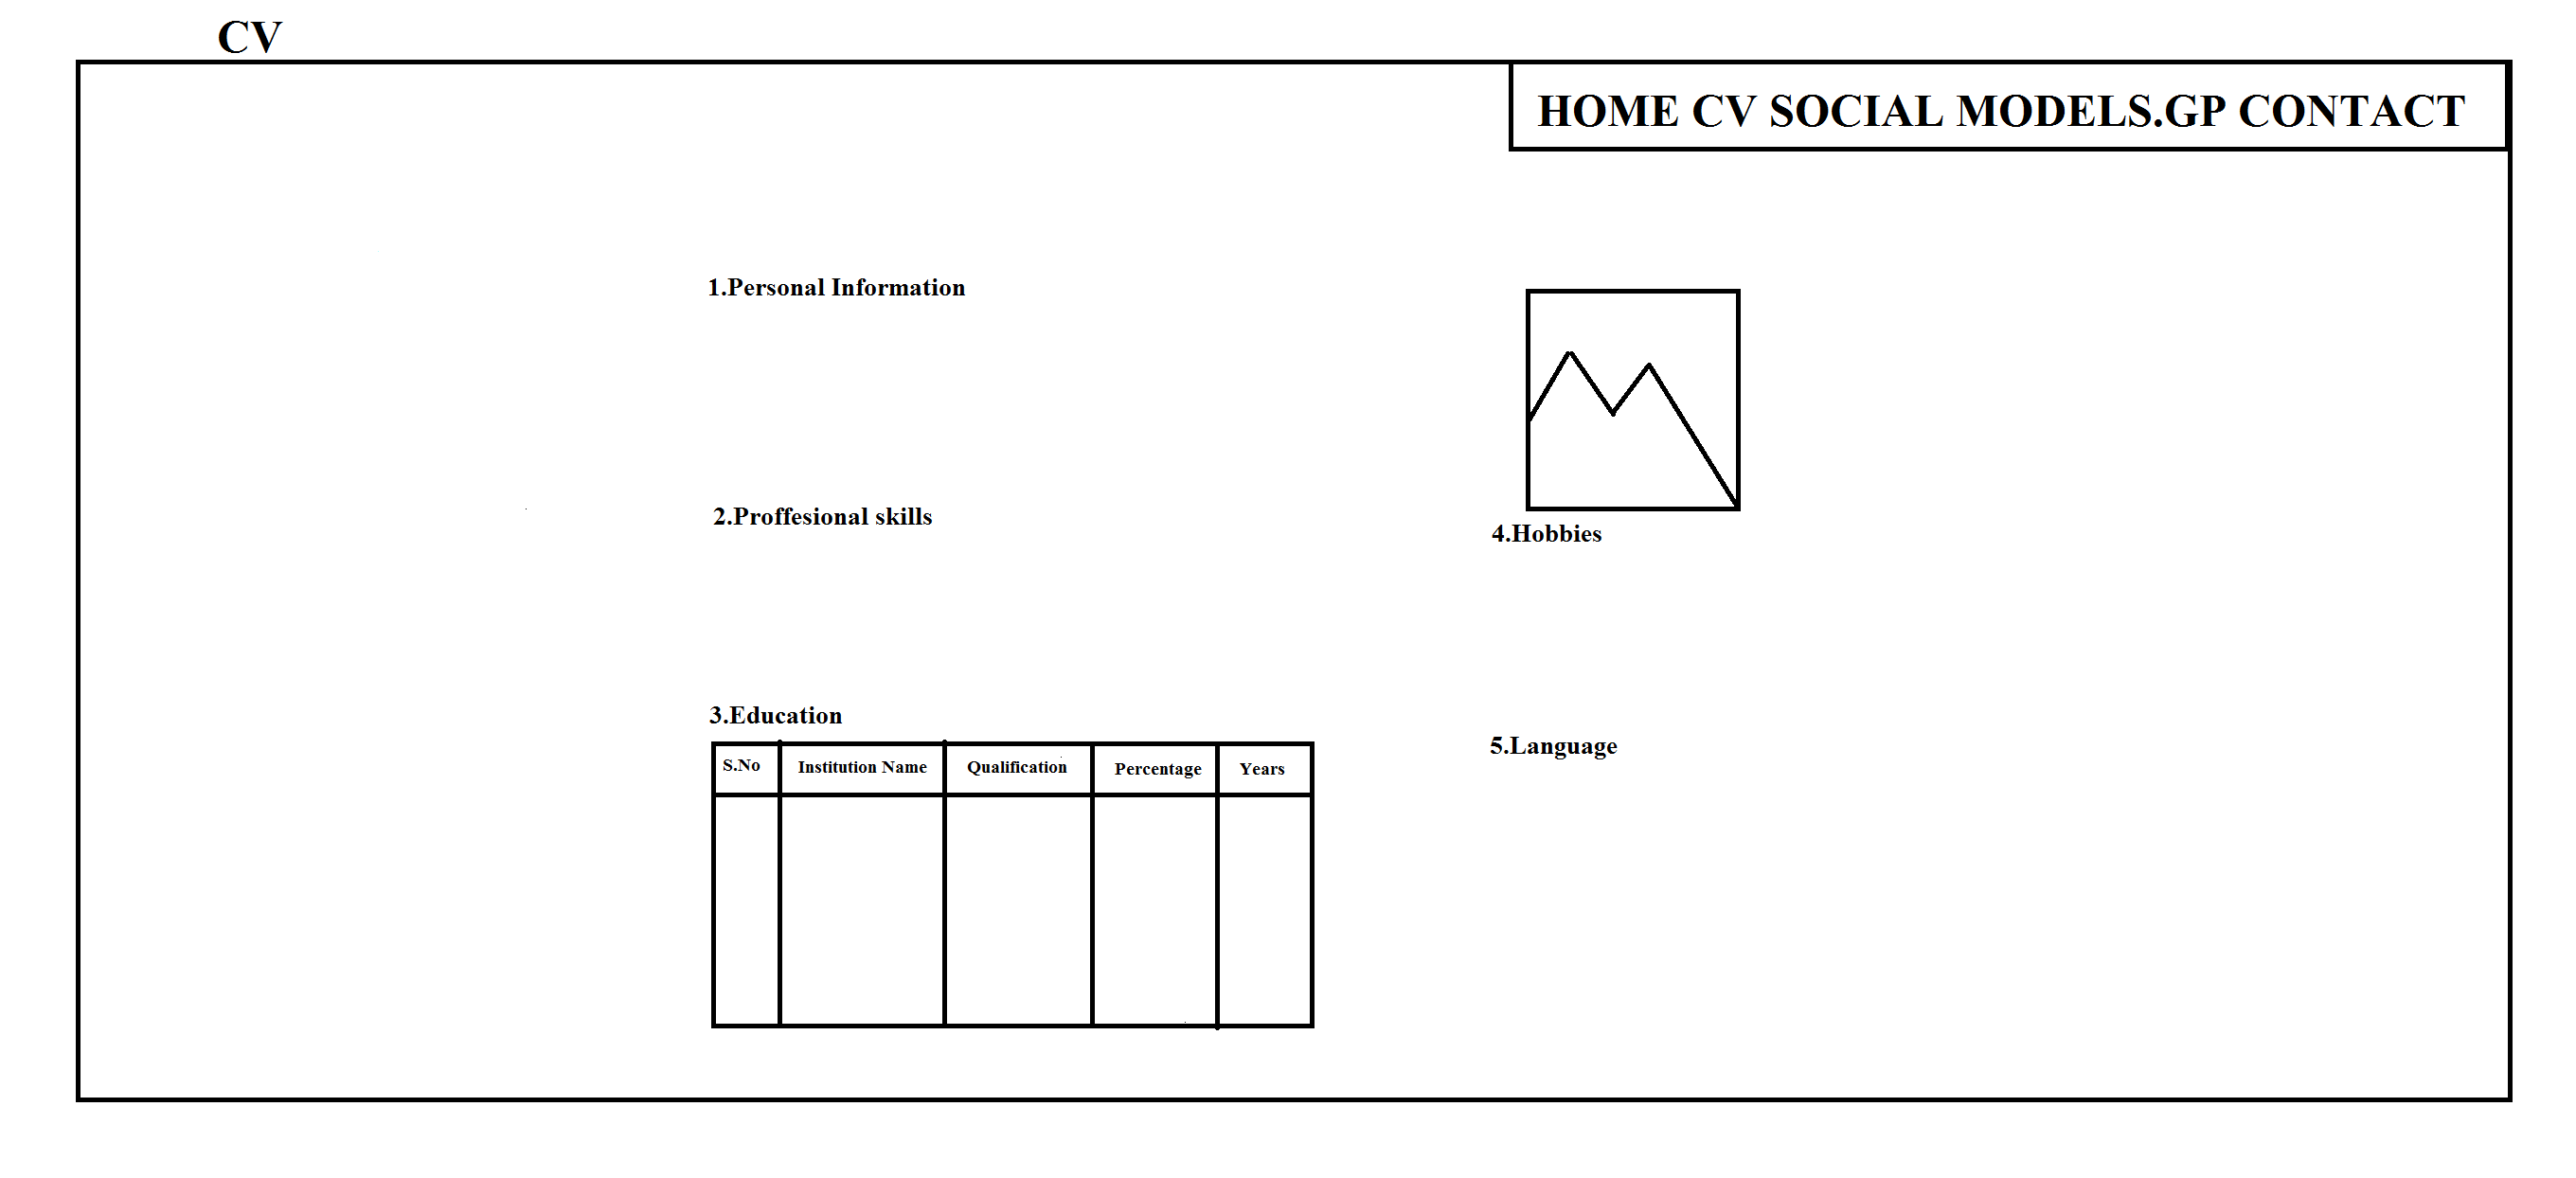 CV
HOME CV SOCIAL MODELS.GP CONTACT
1.Personal Information
2.Proffesional skills
3.Education
S.No Institution Name Qualification Percentage Years
4.Hobbies
5.Language